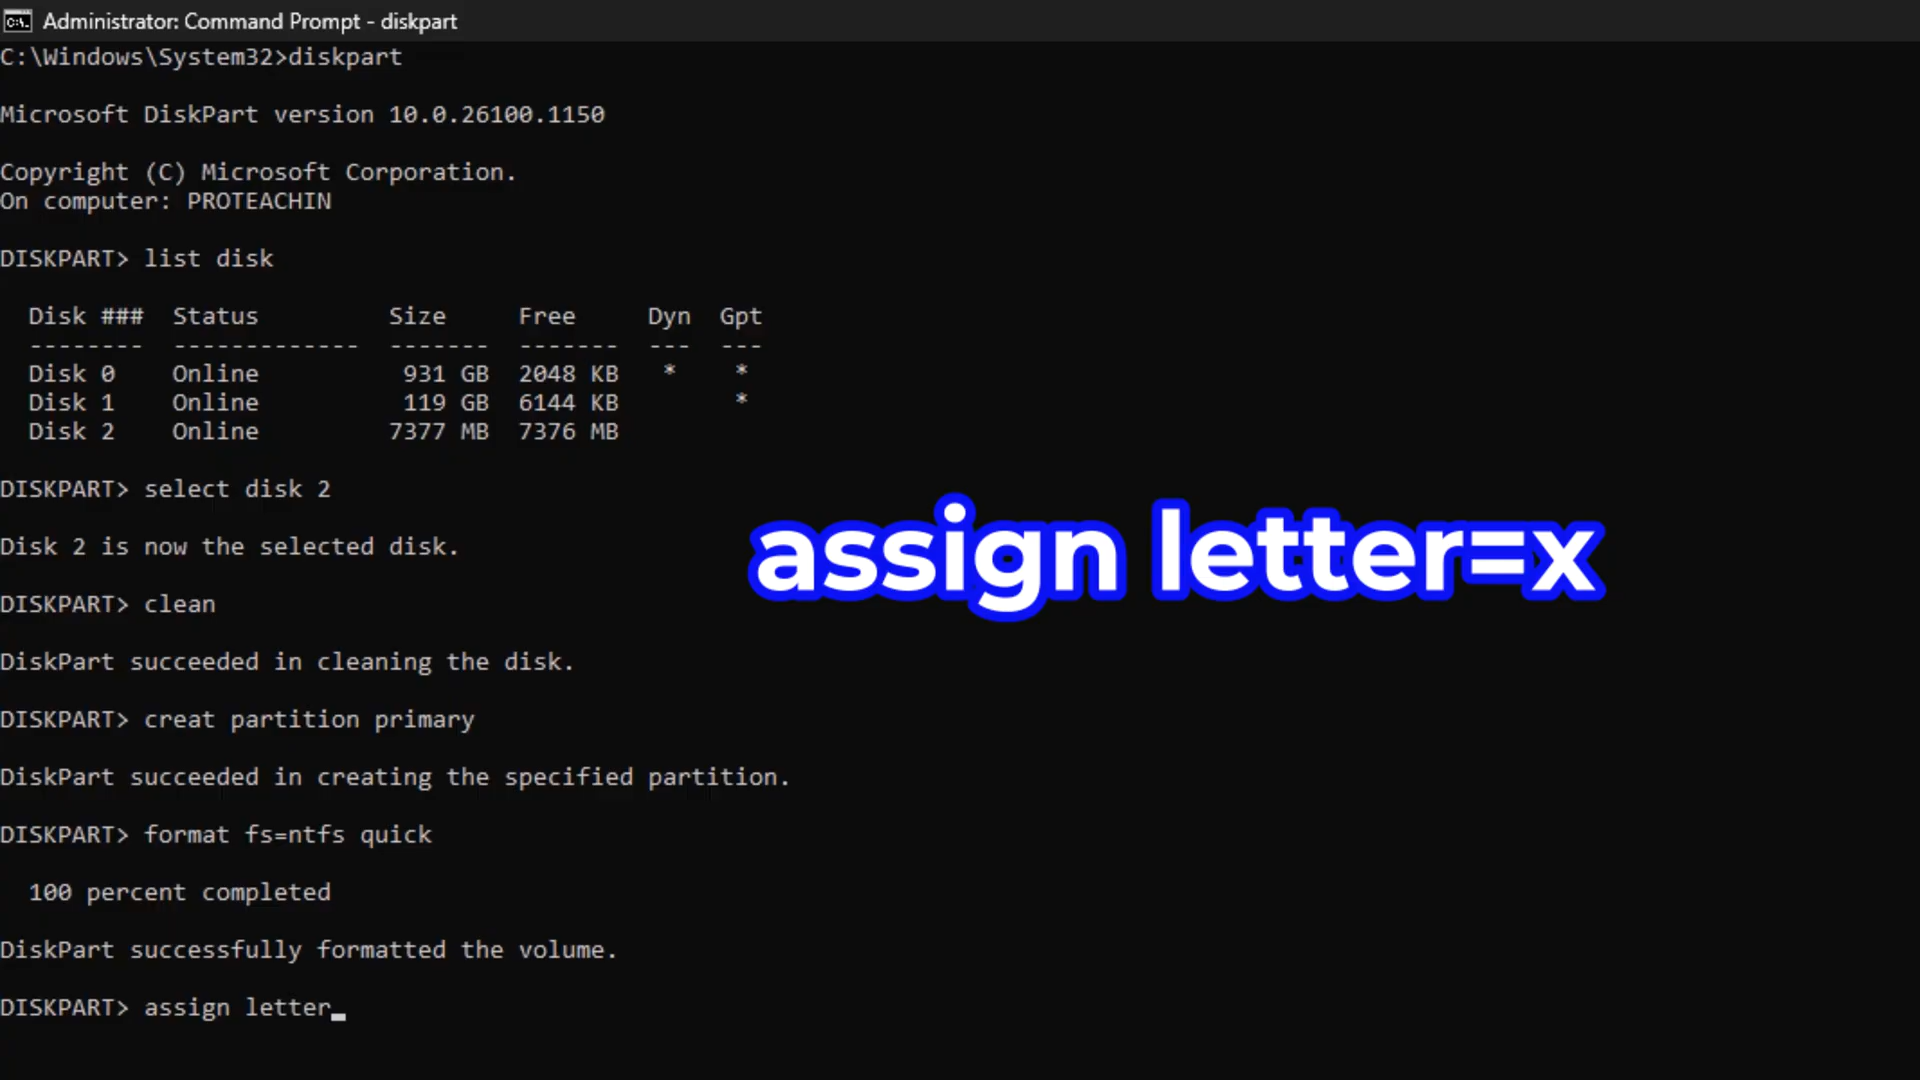 Administrator: Command Prompt - diskpart
C:\Windows\System32>diskpart
Microsoft DiskPart version 10.0.26100.1150
Copyright (C) Microsoft Corporation.
On computer: PROTEACHIN
DISKPART> list disk
  Disk ###  Status         Size     Free     Dyn  Gpt
  --------  -------------  -------  -------  ---  ---
  Disk 0    Online          931 GB  2048 KB   *    *
  Disk 1    Online          119 GB  6144 KB        *
  Disk 2    Online         7377 MB  7376 MB
DISKPART> select disk 2
Disk 2 is now the selected disk.
assign letter=x
DISKPART> clean
DiskPart succeeded in cleaning the disk.
DISKPART> creat partition primary
DiskPart succeeded in creating the specified partition.
DISKPART> format fs=ntfs quick
  100 percent completed
DiskPart successfully formatted the volume.
DISKPART> assign letter_